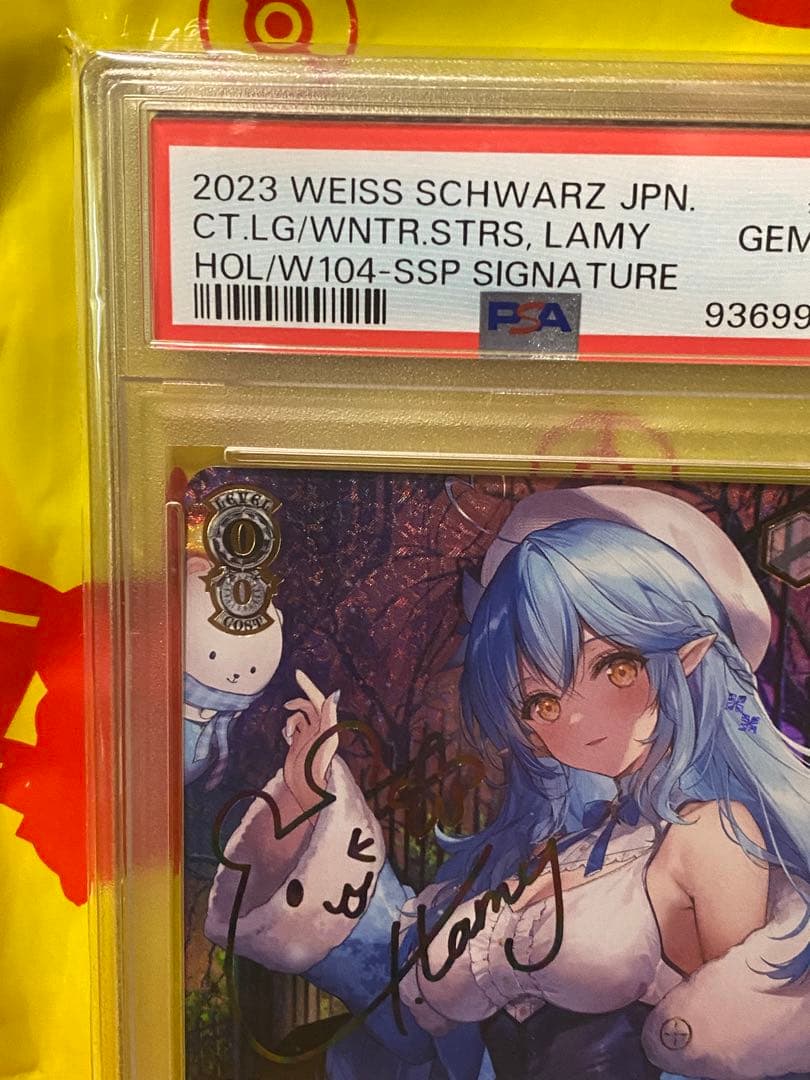 2023 WEISS SCHWARZ JPN.
CT.LG/WNTR.STRS, LAMY
GEM
HOL/W104-SSP SIGNATURE
PSA
93699
LEVEL
0
0
COST
Lamy